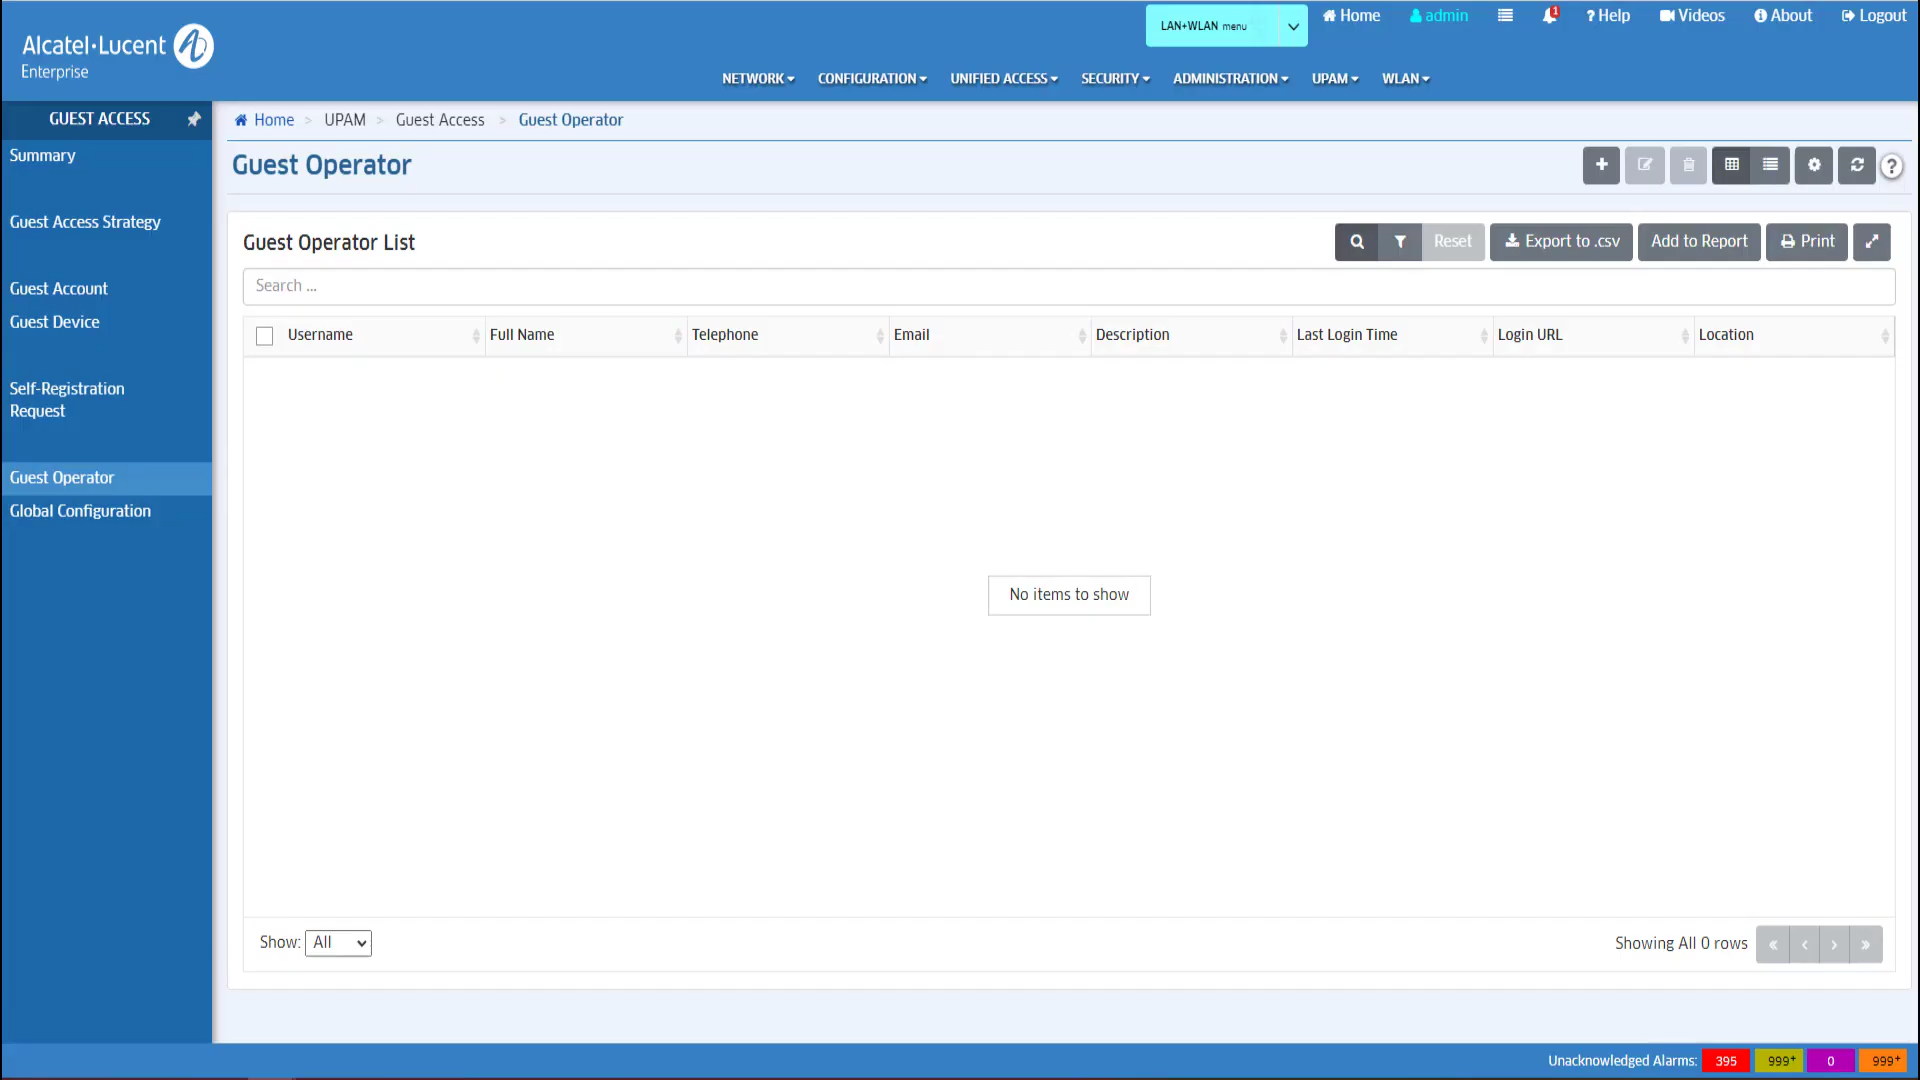 LAN+WLAN menu
Home
admin
1
? Help
Videos
About
Logout
Alcatel·Lucent
Enterprise
NETWORK
CONFIGURATION
UNIFIED ACCESS
SECURITY
ADMINISTRATION
UPAM
WLAN
GUEST ACCESS
Summary
Guest Access Strategy
Guest Account
Guest Device
Self-Registration
Request
Guest Operator
Global Configuration
Home > UPAM > Guest Access > Guest Operator
Guest Operator
?
Guest Operator List
Reset
Export to .csv
Add to Report
Print
Search ...
Username
Full Name
Telephone
Email
Description
Last Login Time
Login URL
Location
No items to show
Show: All
Showing All 0 rows
« ‹ › »
Unacknowledged Alarms: 395 999+ 0 999+